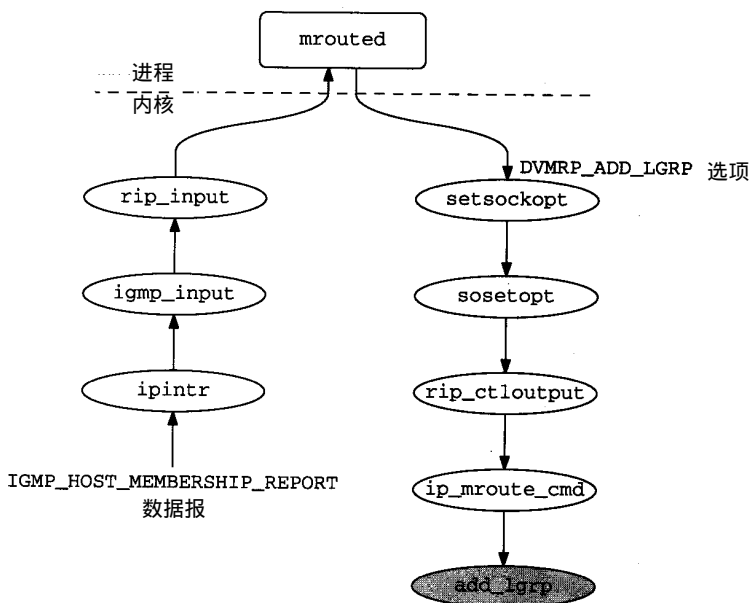 mrouted
进程
内核
DVMRP_ADD_LGRP 选项
rip_input
setsockopt
igmp_input
sosetopt
ipintr
rip_ctloutput
IGMP_HOST_MEMBERSHIP_REPORT
数据报
ip_mroute_cmd
add_lgrp